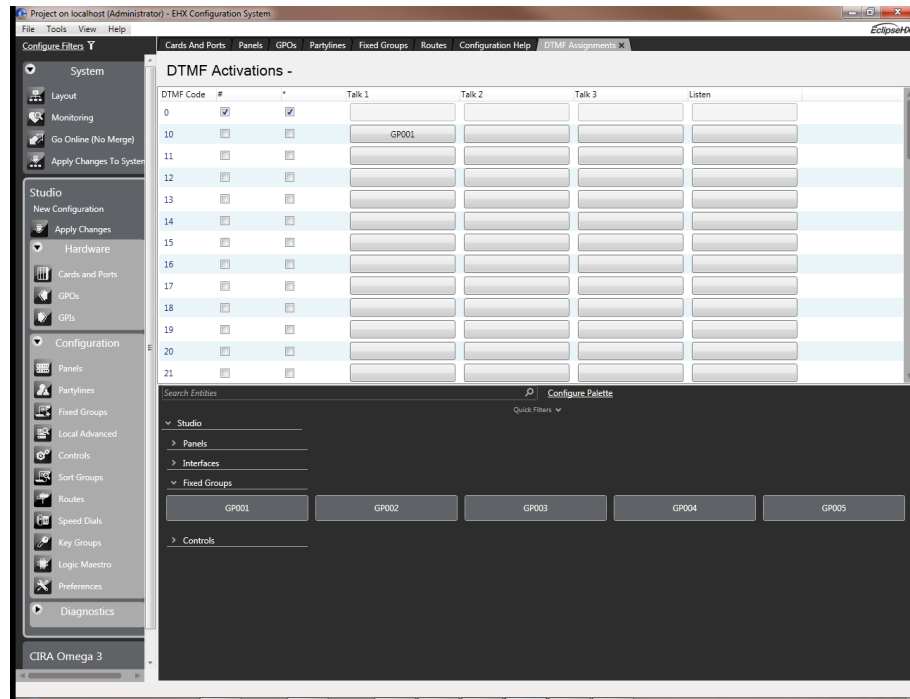 Project on localhost (Administrator) - EHX Configuration System
File Tools View Help
EclipseHX
Configure Filters
Cards And Ports Panels GPOs Partylines Fixed Groups Routes Configuration Help DTMF Assignments X
System
Layout
Monitoring
Go Online (No Merge)
Apply Changes To System
Studio
New Configuration
Apply Changes
Hardware
Cards and Ports
GPOs
GPIs
Configuration
Panels
Partylines
Fixed Groups
Local Advanced
Controls
Sort Groups
Routes
Speed Dials
Key Groups
Logic Maestro
Preferences
Diagnostics
CIRA Omega 3
DTMF Activations -
DTMF Code # * Talk 1 Talk 2 Talk 3 Listen
0
10 GP001
11
12
13
14
15
16
17
18
19
20
21
Search Entities
Configure Palette
Quick Filters
Studio
Panels
Interfaces
Fixed Groups
GP001 GP002 GP003 GP004 GP005
Controls